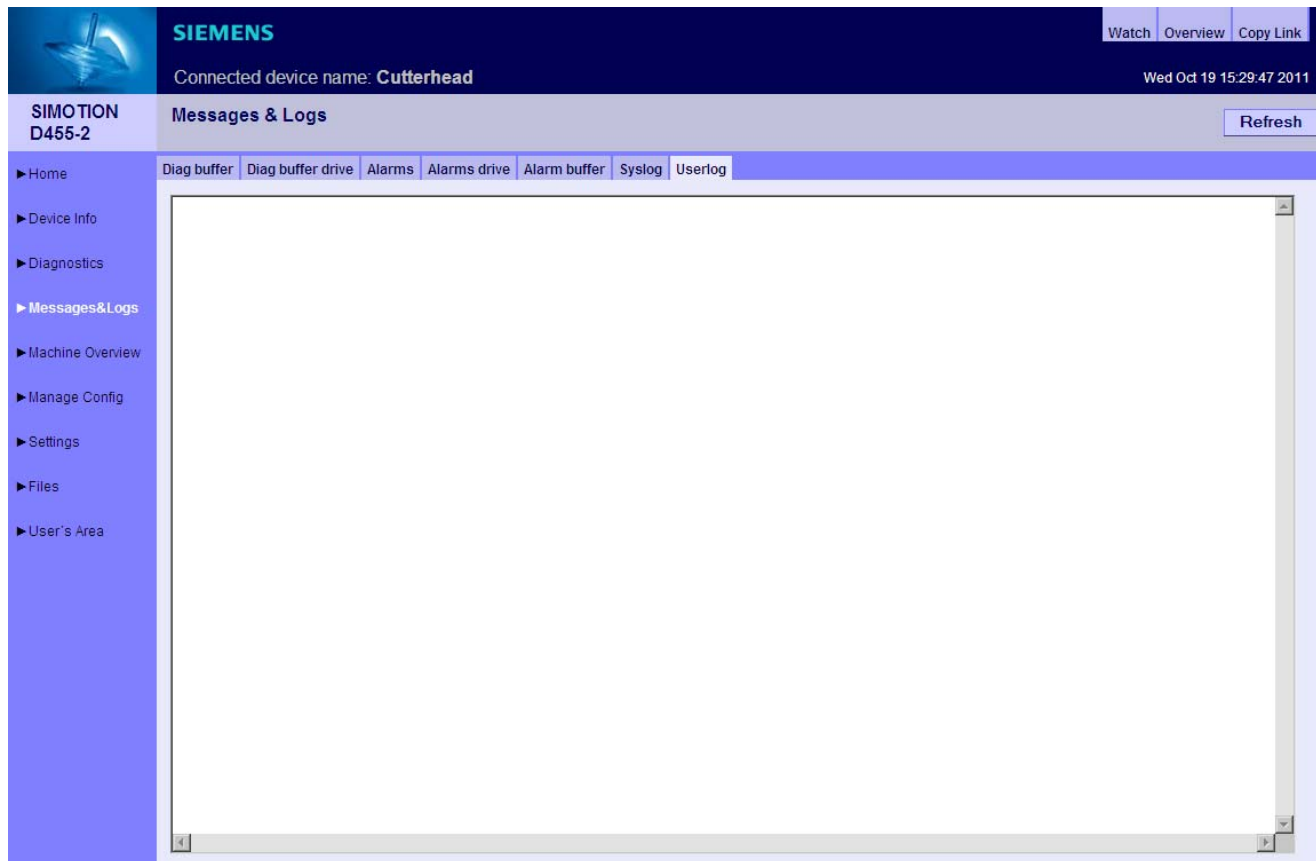 SIEMENS
Watch Overview Copy Link
Connected device name: Cutterhead
Wed Oct 19 15:29:47 2011
SIMOTION
D455-2
Messages & Logs
Refresh
Diag buffer Diag buffer drive Alarms Alarms drive Alarm buffer Syslog Userlog
►Home
►Device Info
►Diagnostics
►Messages&Logs
►Machine Overview
►Manage Config
►Settings
►Files
►User´s Area